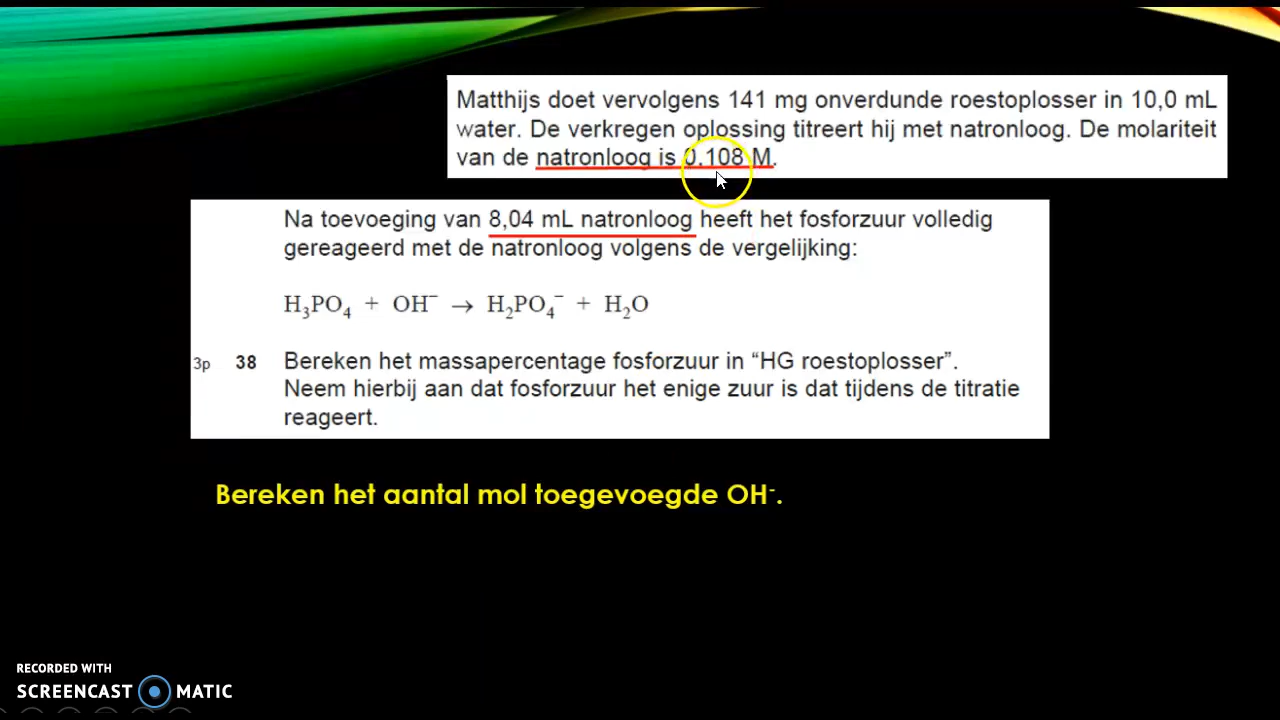 Matthijs doet vervolgens 141 mg onverdunde roestoplosser in 10,0 mL
water. De verkregen oplossing titreert hij met natronloog. De molariteit
van de natronloog is 0,108 M.
Na toevoeging van 8,04 mL natronloog heeft het fosforzuur volledig
gereageerd met de natronloog volgens de vergelijking:
H₃PO₄ + OH⁻ → H₂PO₄⁻ + H₂O
3p 38 Bereken het massapercentage fosforzuur in “HG roestoplosser”.
Neem hierbij aan dat fosforzuur het enige zuur is dat tijdens de titratie
reageert.
Bereken het aantal mol toegevoegde OH⁻.
RECORDED WITH
SCREENCAST MATIC